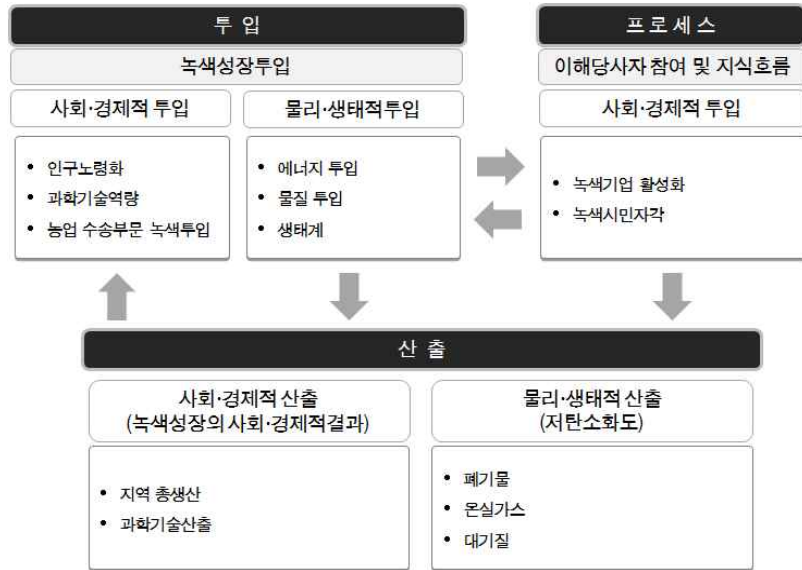 투 입
녹색성장투입
사회·경제적 투입
물리·생태적투입
• 인구노령화
• 과학기술역량
• 농업 수송부문 녹색투입
• 에너지 투입
• 물질 투입
• 생태계
프 로 세 스
이해당사자 참여 및 지식흐름
사회·경제적 투입
• 녹색기업 활성화
• 녹색시민자각
산 출
사회·경제적 산출
(녹색성장의 사회·경제적결과)
• 지역 총생산
• 과학기술산출
물리·생태적 산출
(저탄소화도)
• 폐기물
• 온실가스
• 대기질